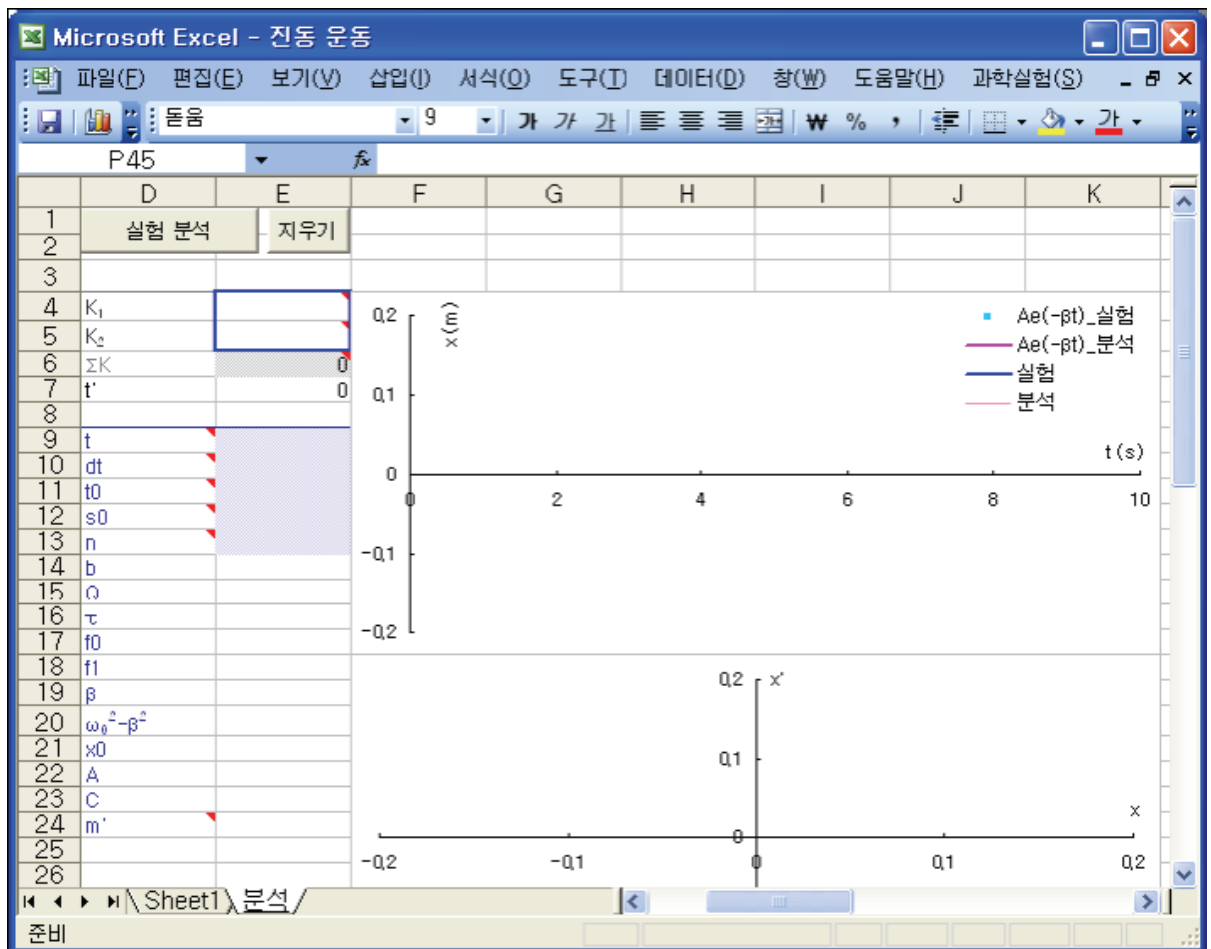 Microsoft Excel - 진동 운동
파일(F) 편집(E) 보기(V) 삽입(I) 서식(O) 도구(T) 데이터(D) 창(W) 도움말(H) 과학실험(S)
돋움 9 가 가 가 ₩ % , 가
P45 fx
D E F G H I J K
1
실험 분석 지우기
2
3
4 K₁
5 K₂
6 ΣK 0
7 t' 0
8
9 t
10 dt
11 t0
12 s0
13 n
14 b
15 Ω
16 τ
17 f0
18 f1
19 β
20 ω₀²-β²
21 x0
22 A
23 C
24 m'
25
26
x(m)
0,2
0,1
0
-0,1
-0,2
0 2 4 6 8 10
t(s)
Ae(-βt)_실험
Ae(-βt)_분석
실험
분석
0,2 x'
0,1
0
x
-0,2 -0,1 0 0,1 0,2
Sheet1 분석
준비